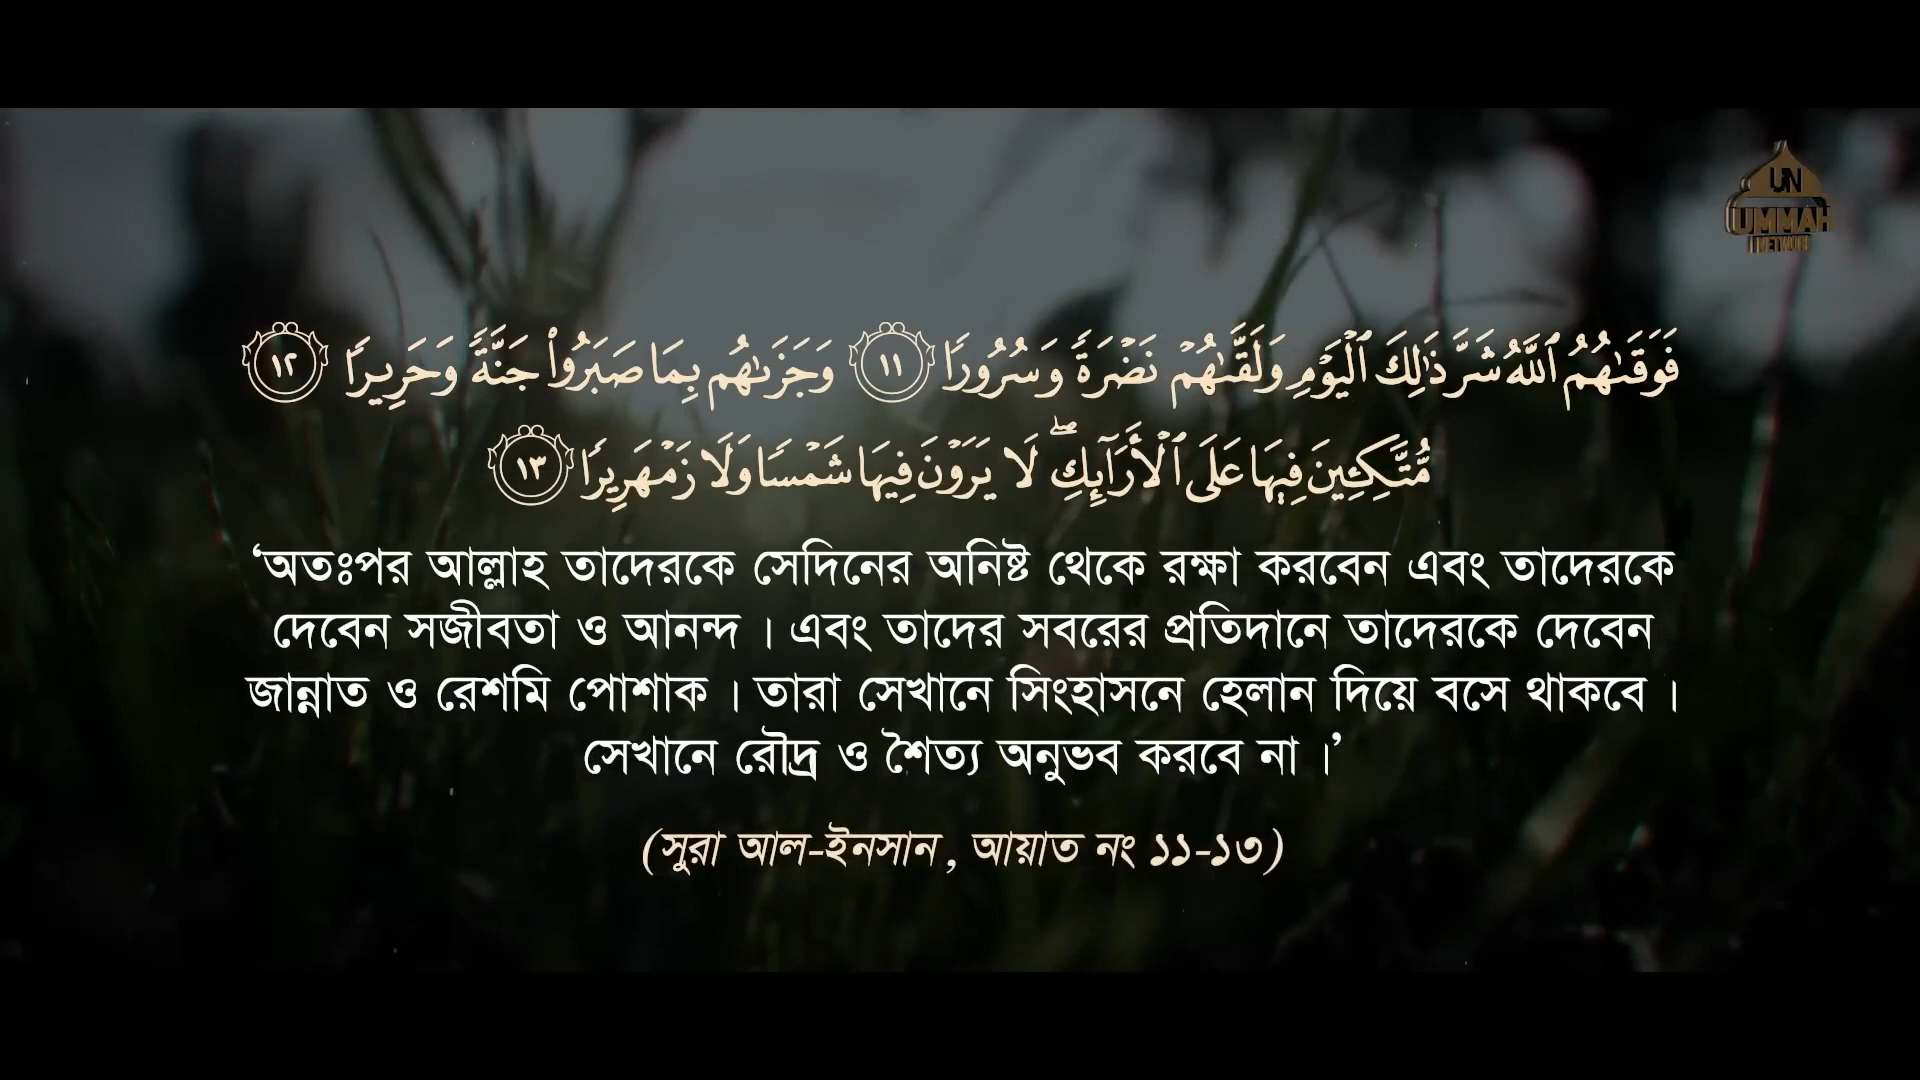 UN
UMMAH
NETWORK
فَوَقَىٰهُمُ ٱللَّهُ شَرَّ ذَٰلِكَ ٱلْيَوْمِ وَلَقَّىٰهُمْ نَضْرَةً وَسُرُورًا ١١ وَجَزَىٰهُم بِمَا صَبَرُوا۟ جَنَّةً وَحَرِيرًا ١٢
مُّتَّكِـِٔينَ فِيهَا عَلَى ٱلْأَرَآئِكِ ۖ لَا يَرَوْنَ فِيهَا شَمْسًا وَلَا زَمْهَرِيرًا ١٣
‘অতঃপর আল্লাহ তাদেরকে সেদিনের অনিষ্ট থেকে রক্ষা করবেন এবং তাদেরকে
দেবেন সজীবতা ও আনন্দ । এবং তাদের সবরের প্রতিদানে তাদেরকে দেবেন
জান্নাত ও রেশমি পোশাক । তারা সেখানে সিংহাসনে হেলান দিয়ে বসে থাকবে ।
সেখানে রৌদ্র ও শৈত্য অনুভব করবে না ।’
(সুরা আল-ইনসান, আয়াত নং ১১-১৩)